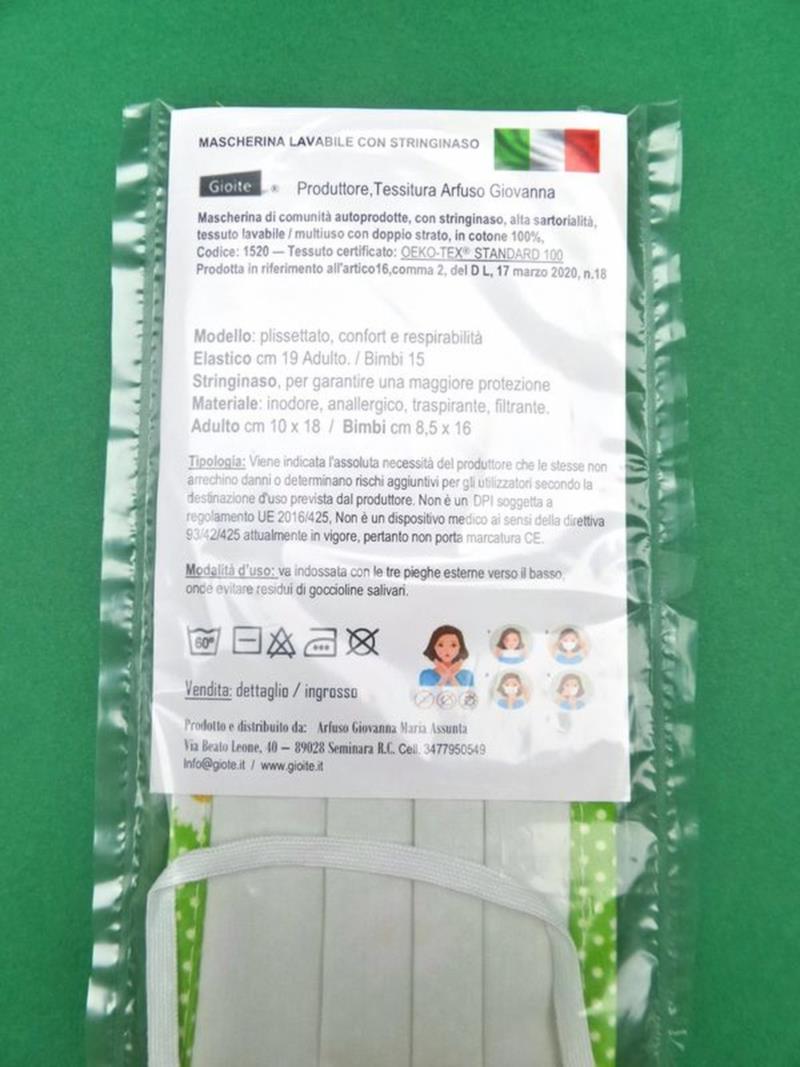 MASCHERINA LAVABILE CON STRINGINASO
Gioite ® Produttore,Tessitura Arfuso Giovanna
Mascherina di comunità autoprodotte, con stringinaso, alta sartorialità,
tessuto lavabile / multiuso con doppio strato, in cotone 100%,
Codice: 1520 — Tessuto certificato: OEKO-TEX® STANDARD 100
Prodotta in riferimento all'artico16,comma 2, del D L, 17 marzo 2020, n.18
Modello: plissettato, confort e respirabilità
Elastico cm 19 Adulto. / Bimbi 15
Stringinaso, per garantire una maggiore protezione
Materiale: inodore, anallergico, traspirante, filtrante.
Adulto cm 10 x 18 / Bimbi cm 8,5 x 16
Tipologia: Viene indicata l'assoluta necessità del produttore che le stesse non
arrechino danni o determinano rischi aggiuntivi per gli utilizzatori secondo la
destinazione d'uso prevista dal produttore. Non è un DPI soggetta a
regolamento UE 2016/425, Non è un dispositivo medico ai sensi della direttiva
93/42/425 attualmente in vigore, pertanto non porta marcatura CE.
Modalità d'uso: va indossata con le tre pieghe esterne verso il basso,
onde evitare residui di goccioline salivari.
60°
Vendita: dettaglio / ingrosso
Prodotto e distribuito da: Arfuso Giovanna Maria Assunta
Via Beato Leone, 40 – 89028 Seminara R.C. Cell. 3477950549
Info@giote.it / www.gioite.it